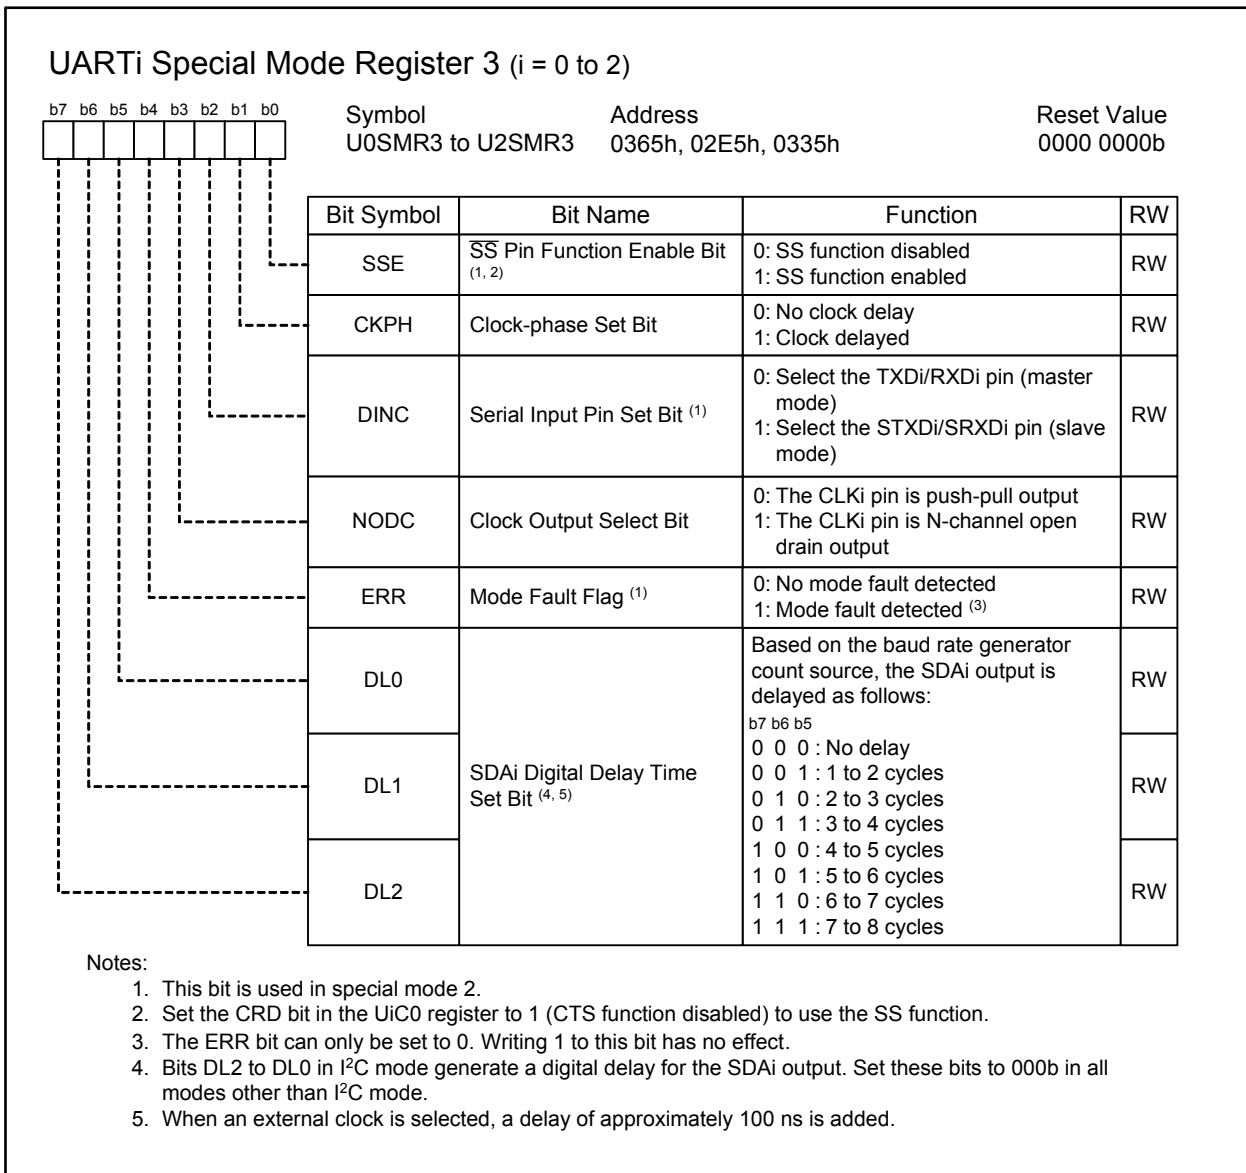 UARTi Special Mode Register 3 (i = 0 to 2)
b7 b6 b5 b4 b3 b2 b1 b0
Symbol Address Reset Value
U0SMR3 to U2SMR3 0365h, 02E5h, 0335h 0000 0000b
Bit Symbol Bit Name Function RW
SSE
SS Pin Function Enable Bit
(1, 2)
0: SS function disabled
1: SS function enabled
RW
CKPH
Clock-phase Set Bit
0: No clock delay
1: Clock delayed
RW
DINC
Serial Input Pin Set Bit (1)
0: Select the TXDi/RXDi pin (master
mode)
1: Select the STXDi/SRXDi pin (slave
mode)
RW
NODC
Clock Output Select Bit
0: The CLKi pin is push-pull output
1: The CLKi pin is N-channel open
drain output
RW
ERR
Mode Fault Flag (1)
0: No mode fault detected
1: Mode fault detected (3)
RW
DL0
RW
DL1
RW
DL2
RW
SDAi Digital Delay Time
Set Bit (4, 5)
Based on the baud rate generator
count source, the SDAi output is
delayed as follows:
b7 b6 b5
0 0 0 : No delay
0 0 1 : 1 to 2 cycles
0 1 0 : 2 to 3 cycles
0 1 1 : 3 to 4 cycles
1 0 0 : 4 to 5 cycles
1 0 1 : 5 to 6 cycles
1 1 0 : 6 to 7 cycles
1 1 1 : 7 to 8 cycles
Notes:
1. This bit is used in special mode 2.
2. Set the CRD bit in the UiC0 register to 1 (CTS function disabled) to use the SS function.
3. The ERR bit can only be set to 0. Writing 1 to this bit has no effect.
4. Bits DL2 to DL0 in I²C mode generate a digital delay for the SDAi output. Set these bits to 000b in all
modes other than I²C mode.
5. When an external clock is selected, a delay of approximately 100 ns is added.